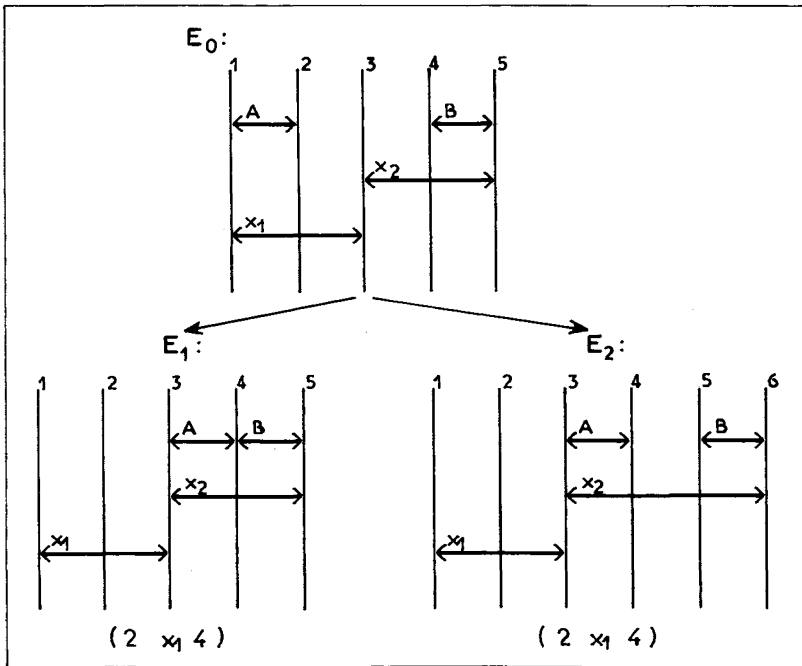 E₀:
1 2 3 4 5
A B
x₂
x₁
E₁: E₂:
1 2 3 4 5 1 2 3 4 5 6
A B A B
x₂ x₂
x₁ x₁
( 2 x₁ 4 ) ( 2 x₁ 4 )